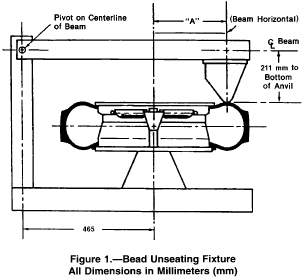 Pivot on Centerline
of Beam
"A"
(Beam Horizontal)
℄ Beam
211 mm to
Bottom
of Anvil
465
Figure 1.—Bead Unseating Fixture
All Dimensions in Millimeters (mm)